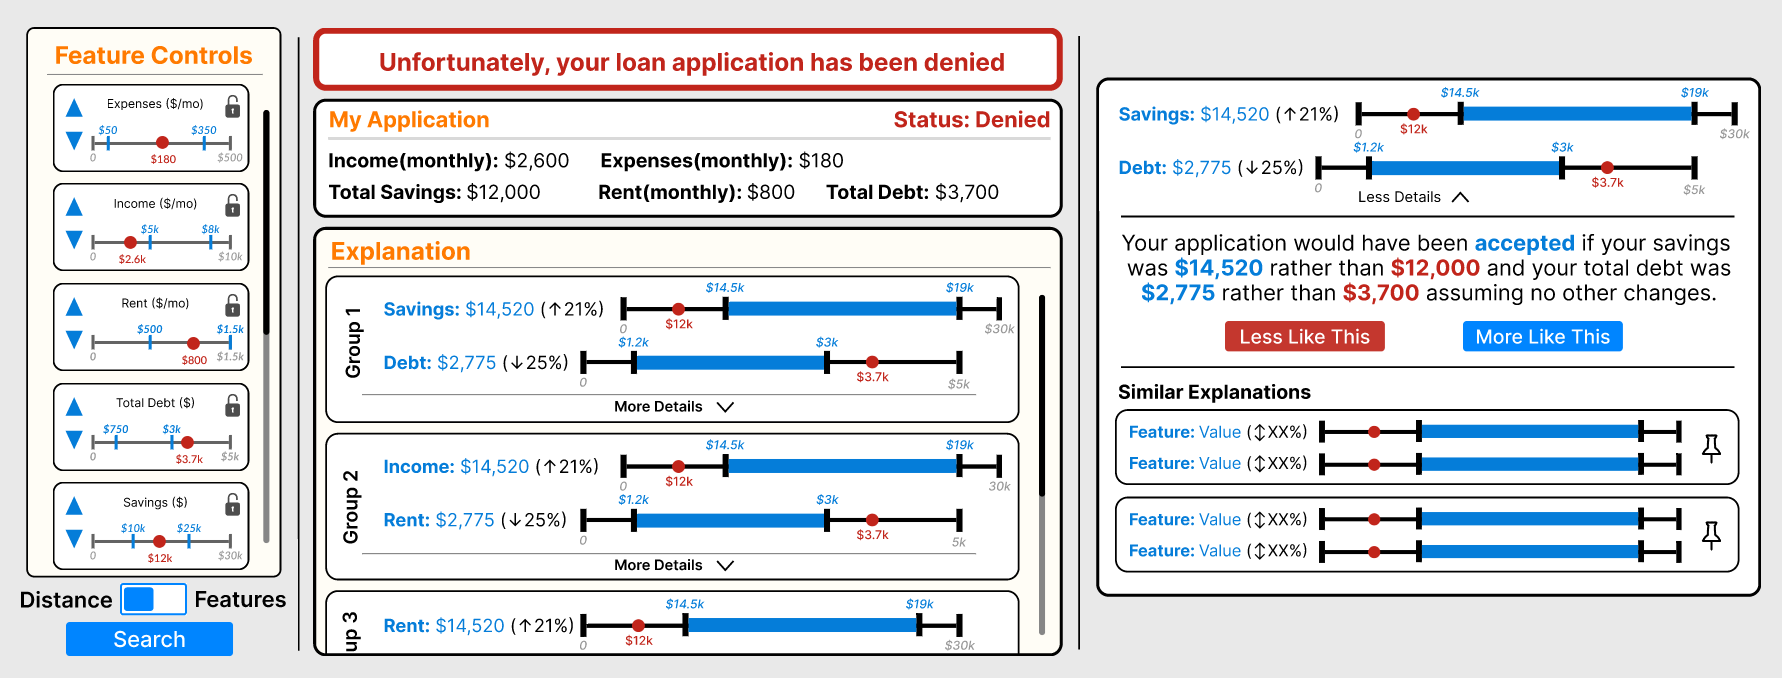 Feature Controls
Expenses ($/mo)
$50 $350
0 $180 $500
Income ($/mo)
$5k $8k
0 $2.6k $10k
Rent ($/mo)
$500 $1.5k
0 $800 $1.5k
Total Debt ($)
$750 $3k
0 $3.7k $5k
Savings ($)
$10k $25k
0 $12k $30k
Distance Features
Search
Unfortunately, your loan application has been denied
My Application Status: Denied
Income(monthly): $2,600 Expenses(monthly): $180
Total Savings: $12,000 Rent(monthly): $800 Total Debt: $3,700
Explanation
Group 1
$14.5k $19k
Savings: $14,520 (↑21%)
0 $12k $30k
$1.2k $3k
Debt: $2,775 (↓25%)
0 $3.7k $5k
More Details
Group 2
$14.5k $19k
Income: $14,520 (↑21%)
0 $12k 30k
$1.2k $3k
Rent: $2,775 (↓25%)
0 $3.7k 5k
More Details
up 3
$14.5k $19k
Rent: $14,520 (↑21%)
0 $12k $30k
$14.5k $19k
Savings: $14,520 (↑21%)
0 $12k $30k
$1.2k $3k
Debt: $2,775 (↓25%)
0 $3.7k $5k
Less Details
Your application would have been accepted if your savings
was $14,520 rather than $12,000 and your total debt was
$2,775 rather than $3,700 assuming no other changes.
Less Like This More Like This
Similar Explanations
Feature: Value (↕XX%)
Feature: Value (↕XX%)
Feature: Value (↕XX%)
Feature: Value (↕XX%)